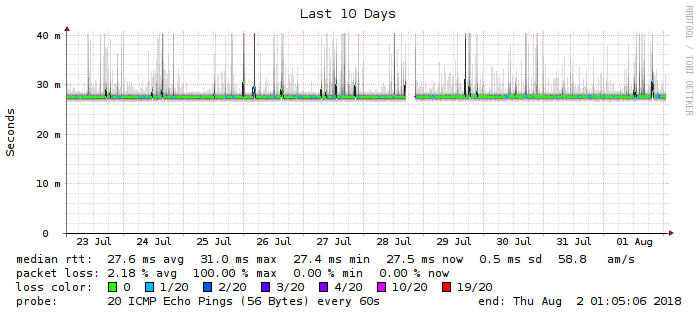 Last 10 Days
RRDTOOL / TOBI OETIKER
Seconds
40 m
30 m
20 m
10 m
0
23 Jul 24 Jul 25 Jul 26 Jul 27 Jul 28 Jul 29 Jul 30 Jul 31 Jul 01 Aug
median rtt: 27.6 ms avg 31.0 ms max 27.4 ms min 27.5 ms now 0.5 ms sd 58.8 am/s
packet loss: 2.18 % avg 100.00 % max 0.00 % min 0.00 % now
loss color: 0 1/20 2/20 3/20 4/20 10/20 19/20
probe: 20 ICMP Echo Pings (56 Bytes) every 60s end: Thu Aug 2 01:05:06 2018